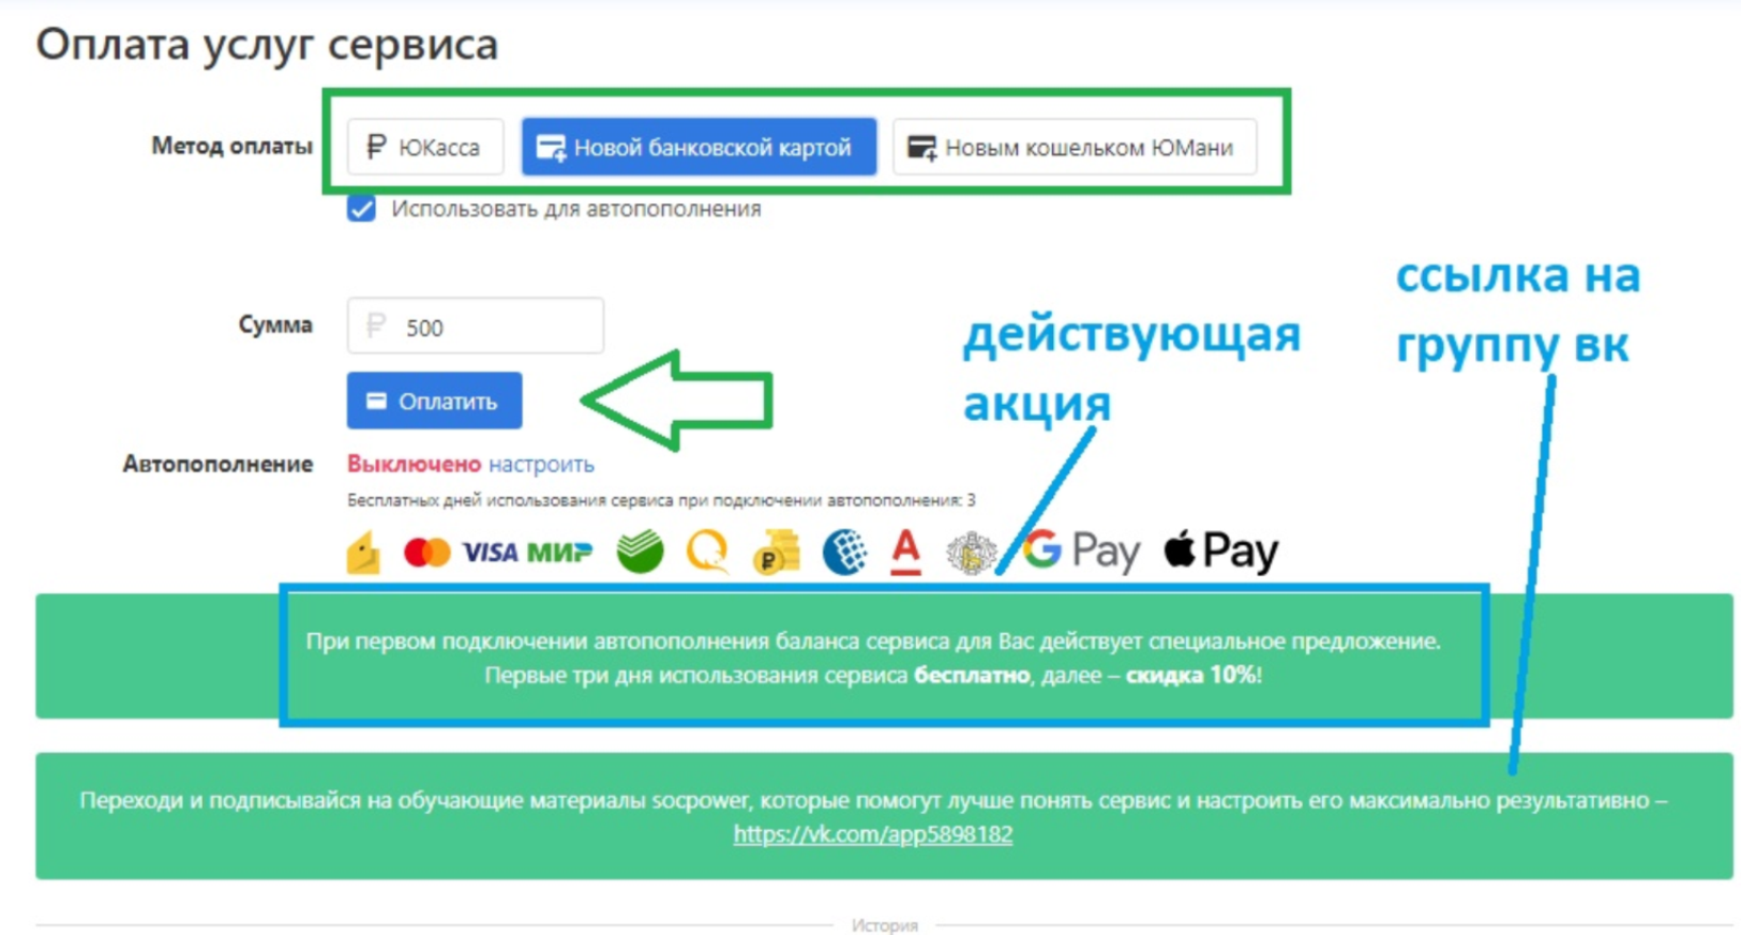 Оплата услуг сервиса
Метод оплаты
ЮКасса
Новой банковской картой
Новым кошельком ЮМани
Использовать для автопополнения
ссылка на
группу вк
Сумма
₽ 500
действующая
акция
Оплатить
Автопополнение
Выключено настроить
Бесплатных дней использования сервиса при подключении автопополнения: 3
VISA МИР G Pay Pay
При первом подключении автопополнения баланса сервиса для Вас действует специальное предложение.
Первые три дня использования сервиса бесплатно, далее – скидка 10%!
Переходи и подписывайся на обучающие материалы socpower, которые помогут лучше понять сервис и настроить его максимально результативно –
https://vk.com/app5898182
История